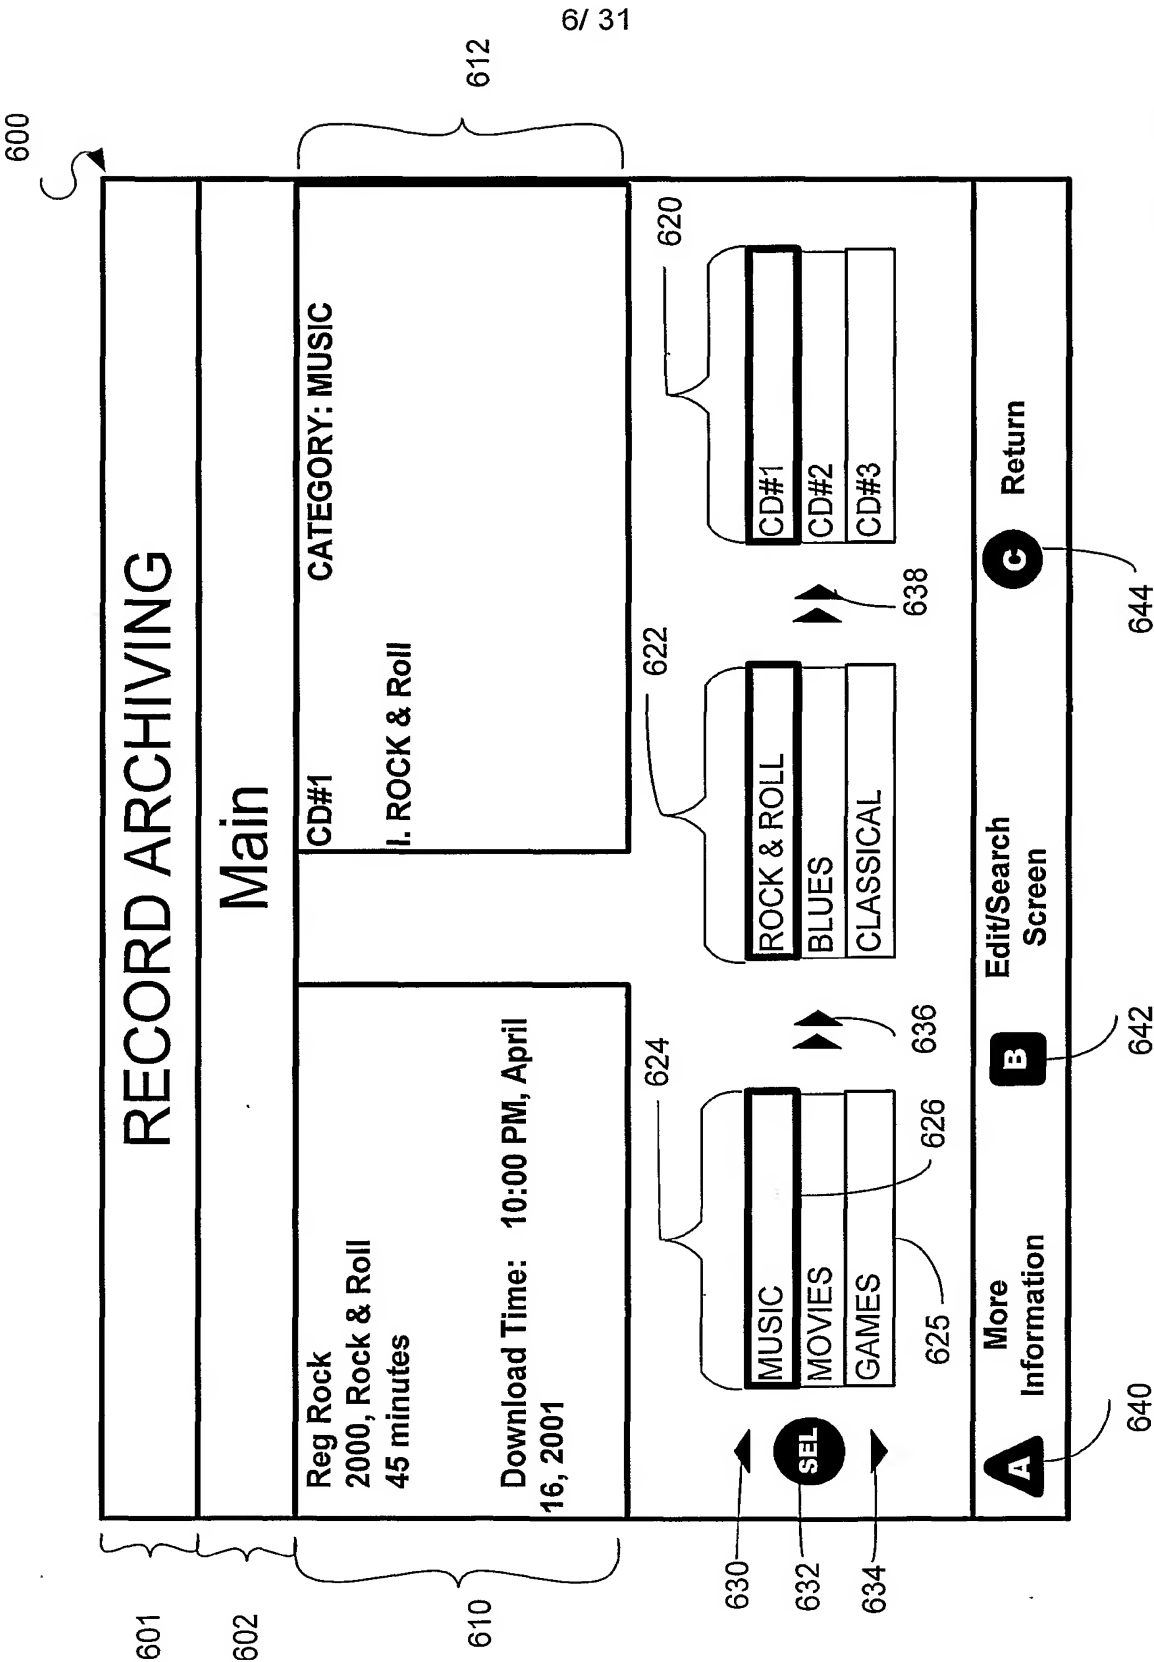 6/ 31
600
612
RECORD ARCHIVING
601
Main
602
Reg Rock
2000, Rock & Roll
45 minutes
Download Time: 10:00 PM, April
16, 2001
610
CD#1 CATEGORY: MUSIC
I. ROCK & Roll
624
622
620
630
SEL
632
634
MUSIC
MOVIES
GAMES
625
626
636
ROCK & ROLL
BLUES
CLASSICAL
638
CD#1
CD#2
CD#3
A
More
Information
640
B
Edit/Search
Screen
642
C
Return
644